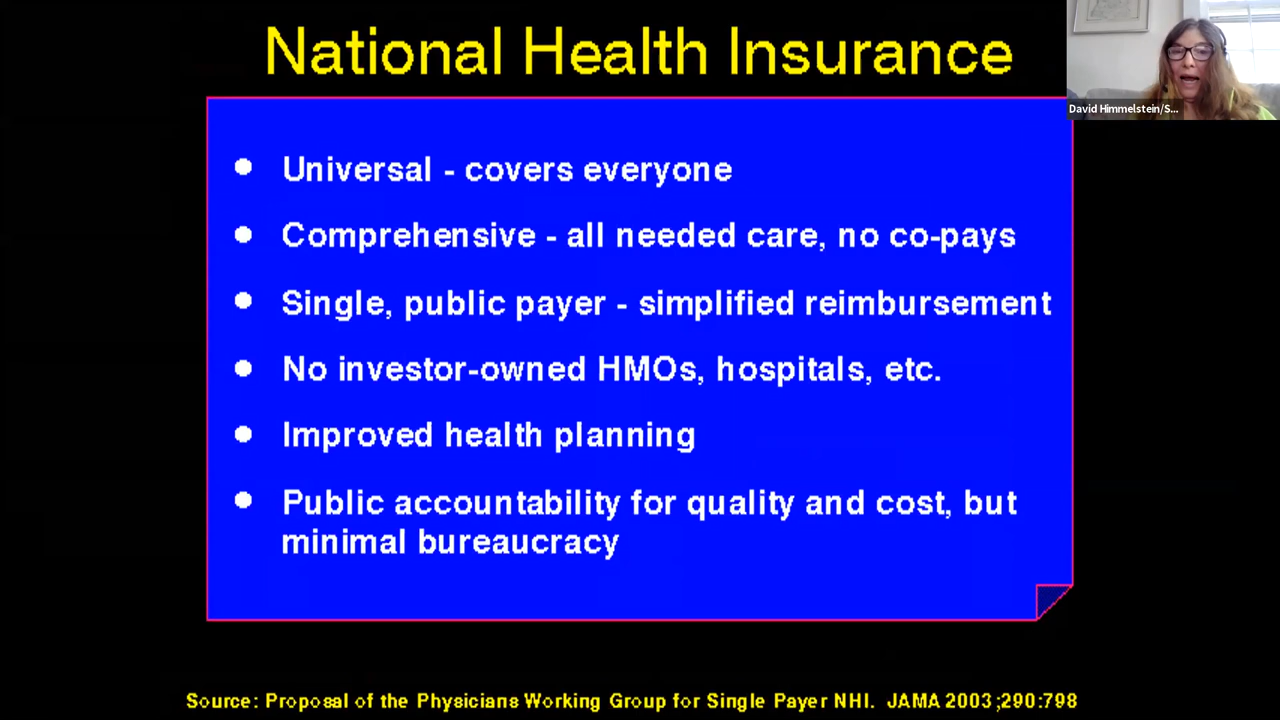 National Health Insurance
David Himmelstein/S...
● Universal - covers everyone
● Comprehensive - all needed care, no co-pays
● Single, public payer - simplified reimbursement
● No investor-owned HMOs, hospitals, etc.
● Improved health planning
● Public accountability for quality and cost, but
minimal bureaucracy
Source: Proposal of the Physicians Working Group for Single Payer NHI. JAMA 2003;290:798